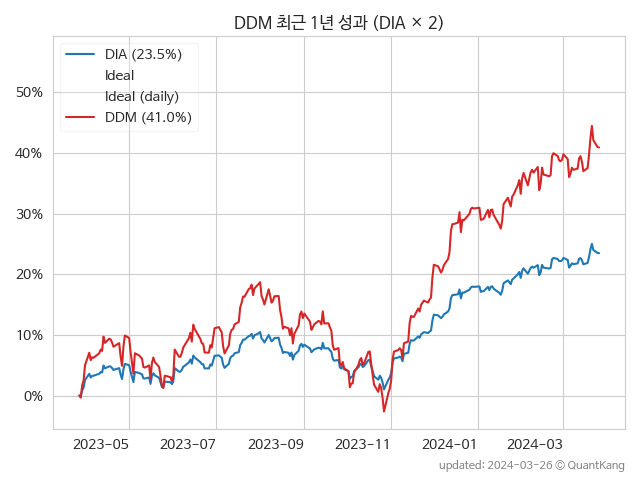 DDM 최근 1년 성과 (DIA × 2)
DIA (23.5%)
Ideal
Ideal (daily)
DDM (41.0%)
50%
40%
30%
20%
10%
0%
2023-05 2023-07 2023-09 2023-11 2024-01 2024-03
updated: 2024-03-26 © QuantKang